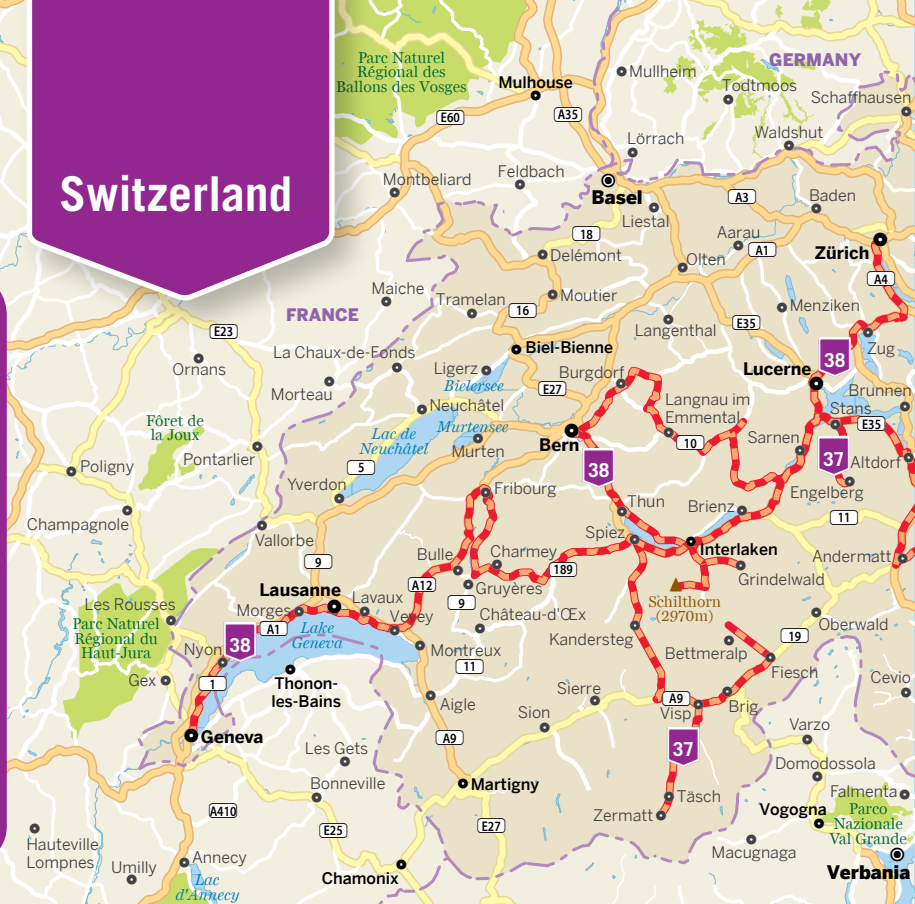 Switzerland
Parc Naturel
Régional des
Ballons des Vosges
GERMANY
Mullheim
Todtmoos
Mulhouse
Schaffhausen
E60
A35
Lörrach
Waldshut
Montbeliard
Feldbach
Basel
A3
Baden
Liestal
18
Aarau
A1
Zürich
Delémont
Olten
A4
Maiche
Tramelan
Moutier
Menziken
FRANCE
16
Langenthal
E35
E23
Biel-Bienne
Zug
38
La Chaux-de-Fonds
Ornans
Ligerz
Bielersee
Burgdorf
Lucerne
E27
Morteau
Neuchâtel
Langnau im
Emmental
Brunnen
Stans
Fôret de
la Joux
Murtensee
Lac de
Neuchâtel
Bern
Sarnen
E35
10
Murten
Pontarlier
Poligny
5
38
37
Altdorf
Yverdon
Fribourg
Engelberg
Thun
Brienz
Champagnole
Vallorbe
11
Spiez
Interlaken
Bulle
Charmey
Andermatt
9
189
A12
Gruyères
Grindelwald
Lausanne
Schilthorn
(2970m)
Les Rousses
Morges
Lavaux
9
Château-d'Œx
Oberwald
Parc Naturel
Régional du
Haut-Jura
A1
Vevey
Lake
Geneva
Kandersteg
19
38
Nyon
Montreux
Bettmeralp
11
Fiesch
Gex
1
Thonon-
les-Bains
Sierre
Cevio
Aigle
A9
Visp
Brig
Sion
Geneva
A9
37
Varzo
Les Gets
Domodossola
Bonneville
Martigny
Täsch
Falmenta
A410
Zermatt
Vogogna
Parco
Nazionale
Val Grande
E25
E27
Hauteville
Lompnes
Macugnaga
Annecy
Umilly
Chamonix
Verbania
Lac
d'Annecy